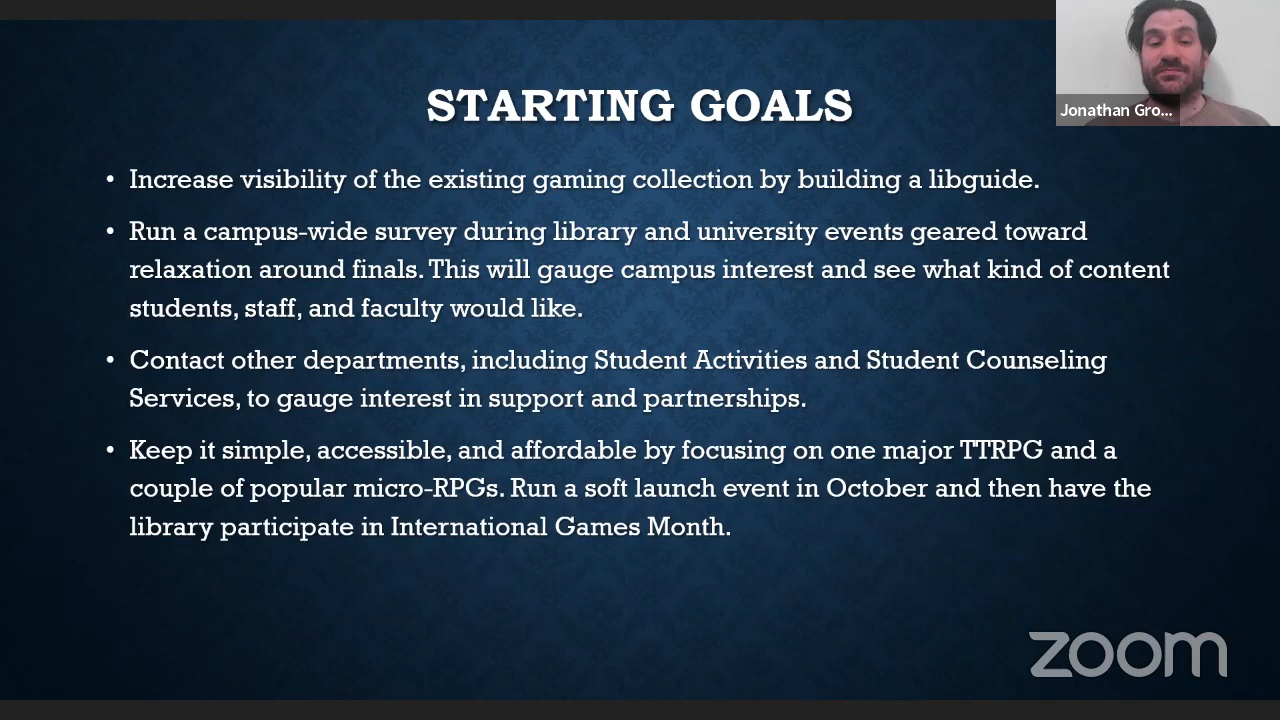 STARTING GOALS
Jonathan Gro...
• Increase visibility of the existing gaming collection by building a libguide.
• Run a campus-wide survey during library and university events geared toward
relaxation around finals. This will gauge campus interest and see what kind of content
students, staff, and faculty would like.
• Contact other departments, including Student Activities and Student Counseling
Services, to gauge interest in support and partnerships.
• Keep it simple, accessible, and affordable by focusing on one major TTRPG and a
couple of popular micro-RPGs. Run a soft launch event in October and then have the
library participate in International Games Month.
zoom